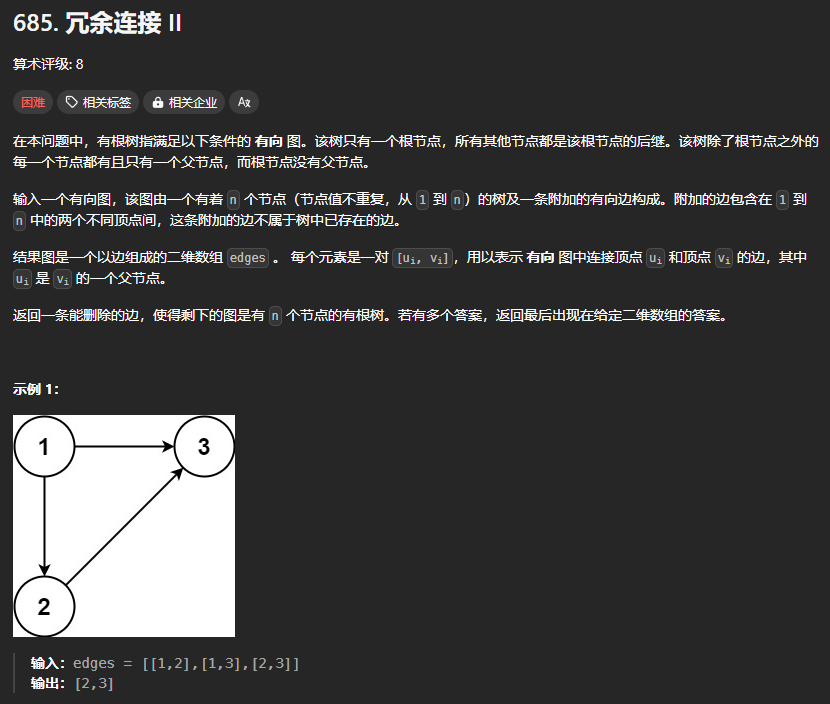 685. 冗余连接 II
算术评级: 8
困难 相关标签 相关企业 Ax
在本问题中，有根树指满足以下条件的 有向 图。该树只有一个根节点，所有其他节点都是该根节点的后继。该树除了根节点之外的
每一个节点都有且只有一个父节点，而根节点没有父节点。
输入一个有向图，该图由一个有着 n 个节点（节点值不重复，从 1 到 n）的树及一条附加的有向边构成。附加的边包含在 1 到
n 中的两个不同顶点间，这条附加的边不属于树中已存在的边。
结果图是一个以边组成的二维数组 edges 。 每个元素是一对 [ui, vi]，用以表示 有向 图中连接顶点 ui 和顶点 vi 的边，其中
ui 是 vi 的一个父节点。
返回一条能删除的边，使得剩下的图是有 n 个节点的有根树。若有多个答案，返回最后出现在给定二维数组的答案。
示例 1：
1 3
2
输入：edges = [[1,2],[1,3],[2,3]]
输出：[2,3]